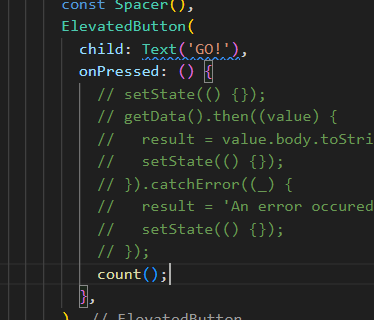 const Spacer(),
ElevatedButton(
child: Text('GO!'),
onPressed: () {
// setState(() {});
// getData().then((value) {
//   result = value.body.toStri
//   setState(() {});
// }).catchError((_) {
//   result = 'An error occured
//   setState(() {});
// });
count();
},
) // ElevatedButton